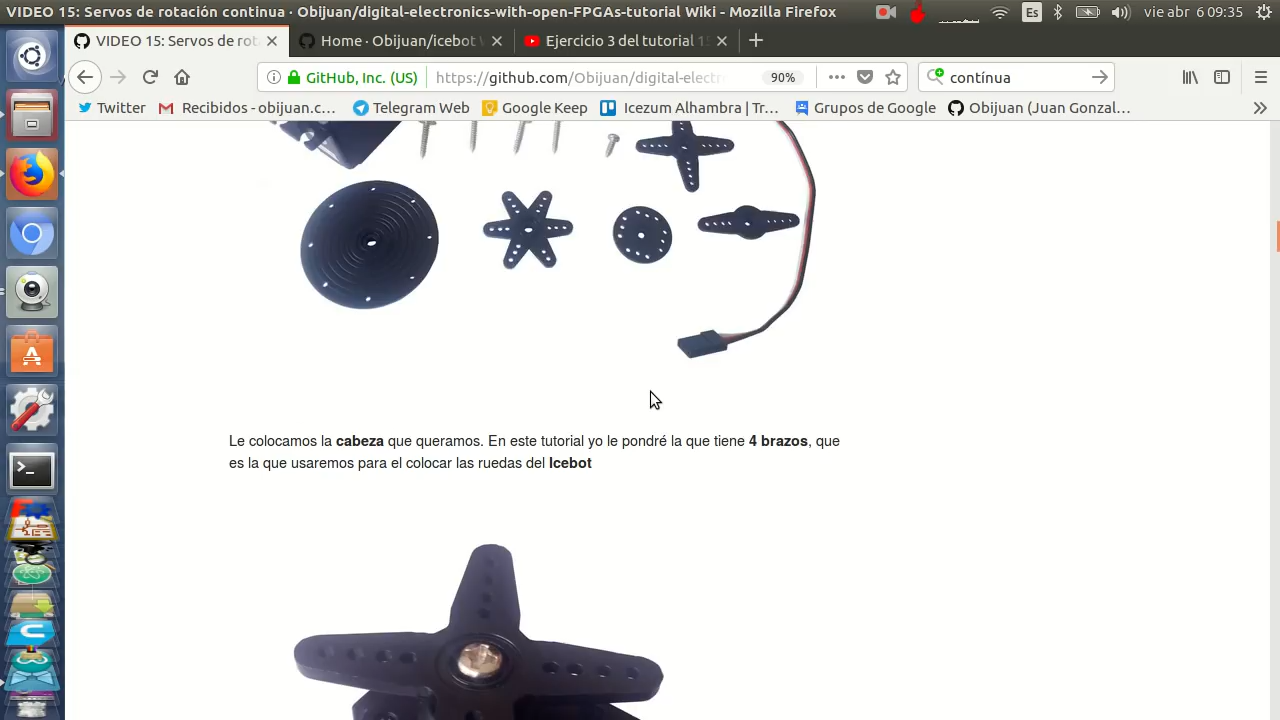 VIDEO 15: Servos de rotación continua · Obijuan/digital-electronics-with-open-FPGAs-tutorial Wiki - Mozilla Firefox
Es
vie abr 6 09:35
VIDEO 15: Servos de rot
Home · Obijuan/icebot
Ejercicio 3 del tutorial 1
GitHub, Inc. (US)
https://github.com/Obijuan/digital-electr
90%
contínua
Twitter
Recibidos - obijuan.c...
Telegram Web
Google Keep
Icezum Alhambra | Tr...
Grupos de Google
Obijuan (Juan Gonzal...
Le colocamos la cabeza que queramos. En este tutorial yo le pondré la que tiene 4 brazos, que
es la que usaremos para el colocar las ruedas del Icebot